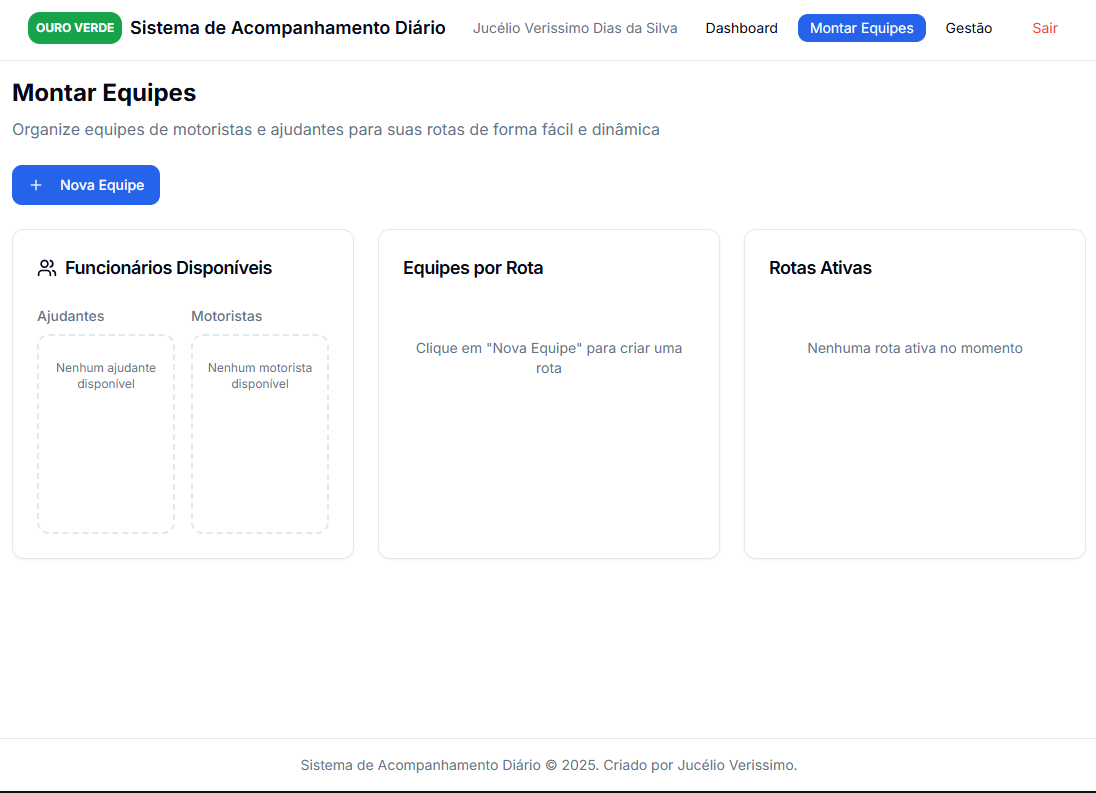 OURO VERDE Sistema de Acompanhamento Diário Jucélio Verissimo Dias da Silva Dashboard Montar Equipes Gestão Sair
Montar Equipes
Organize equipes de motoristas e ajudantes para suas rotas de forma fácil e dinâmica
+ Nova Equipe
Funcionários Disponíveis
Ajudantes
Nenhum ajudante
disponível
Motoristas
Nenhum motorista
disponível
Equipes por Rota
Clique em "Nova Equipe" para criar uma
rota
Rotas Ativas
Nenhuma rota ativa no momento
Sistema de Acompanhamento Diário © 2025. Criado por Jucélio Verissimo.